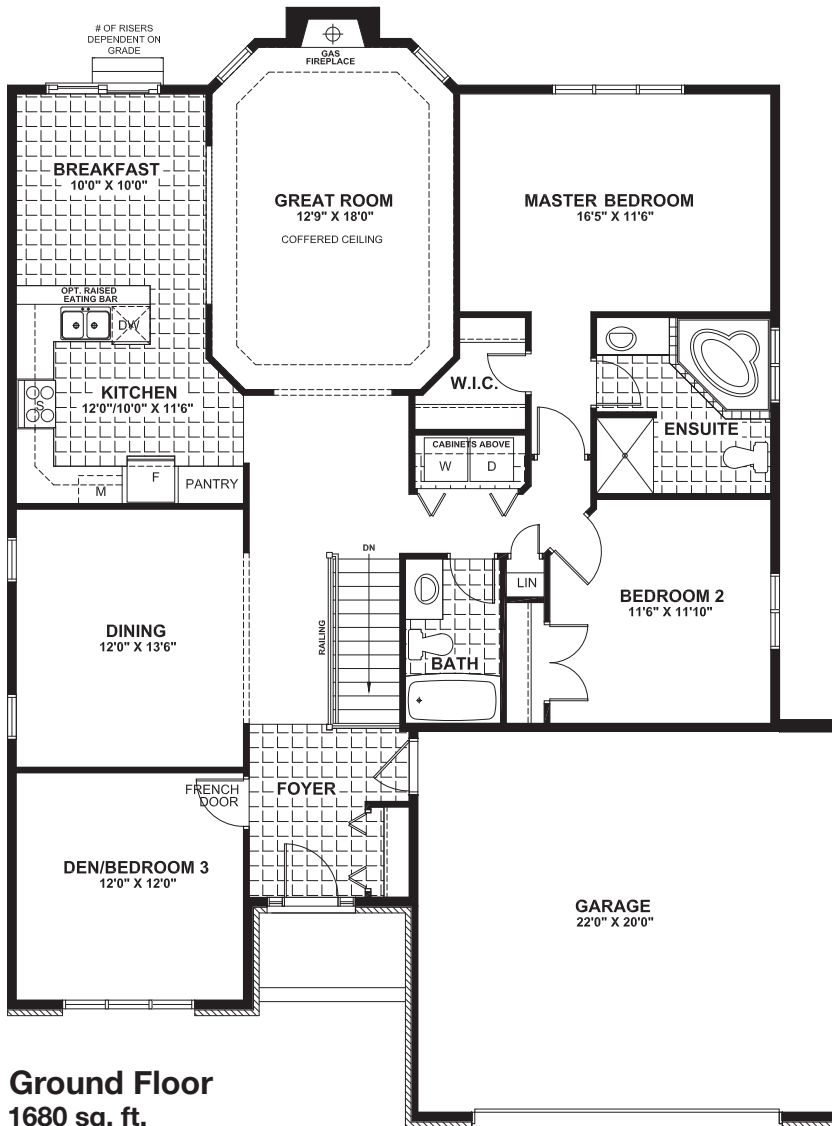 # OF RISERS
DEPENDENT ON
GRADE
GAS
FIREPLACE
BREAKFAST
10'0" X 10'0"
GREAT ROOM
12'9" X 18'0"
COFFERED CEILING
MASTER BEDROOM
16'5" X 11'6"
OPT. RAISED
EATING BAR
DW
KITCHEN
12'0"/10'0" X 11'6"
S
W.I.C.
ENSUITE
CABINETS ABOVE
W
D
M
F
PANTRY
DN
RAILING
LIN
BEDROOM 2
11'6" X 11'10"
DINING
12'0" X 13'6"
BATH
FRENCH
DOOR
FOYER
DEN/BEDROOM 3
12'0" X 12'0"
GARAGE
22'0" X 20'0"
Ground Floor
1680 sq. ft.